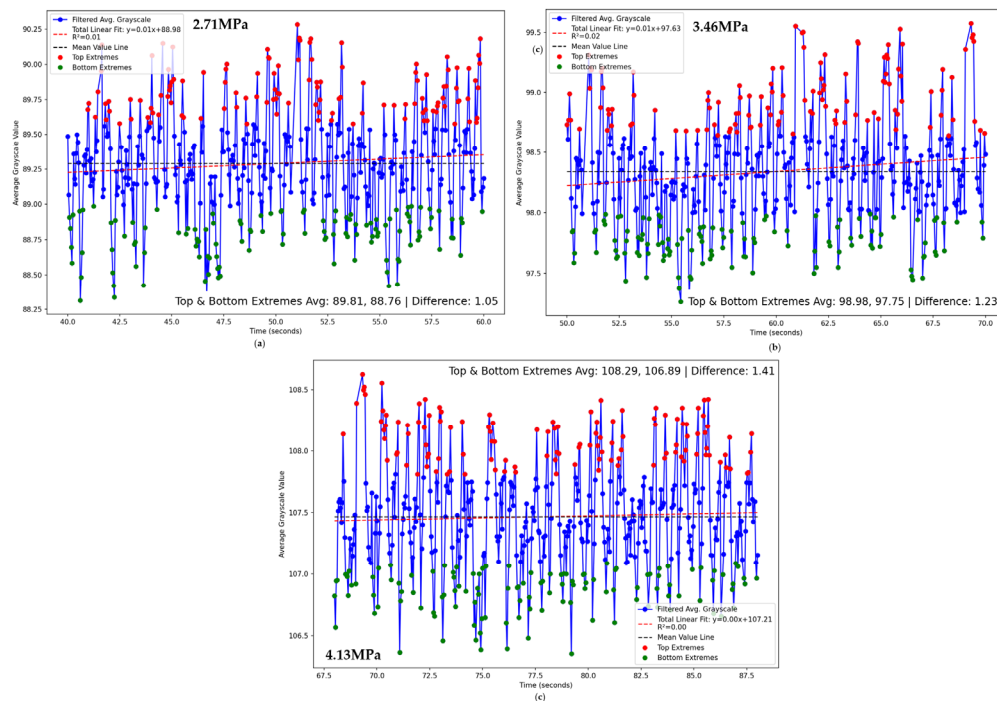 2.71MPa
Filtered Avg. Grayscale
Total Linear Fit: y=0.01x+88.98
R²=0.01
Mean Value Line
Top Extremes
Bottom Extremes
90.25
90.00
89.75
89.50
89.25
89.00
88.75
88.50
88.25
Average Grayscale Value
Top & Bottom Extremes Avg: 89.81, 88.76 | Difference: 1.05
40.0 42.5 45.0 47.5 50.0 52.5 55.0 57.5 60.0
Time (seconds)
(a)
3.46MPa
Filtered Avg. Grayscale
Total Linear Fit: y=0.01x+97.63
R²=0.02
Mean Value Line
Top Extremes
Bottom Extremes
(c)
99.5
99.0
98.5
98.0
97.5
Average Grayscale Value
Top & Bottom Extremes Avg: 98.98, 97.75 | Difference: 1.23
50.0 52.5 55.0 57.5 60.0 62.5 65.0 67.5 70.0
Time (seconds)
(b)
Top & Bottom Extremes Avg: 108.29, 106.89 | Difference: 1.41
108.5
108.0
107.5
107.0
106.5
Average Grayscale Value
Filtered Avg. Grayscale
Total Linear Fit: y=0.00x+107.21
R²=0.00
Mean Value Line
Top Extremes
Bottom Extremes
4.13MPa
67.5 70.0 72.5 75.0 77.5 80.0 82.5 85.0 87.5
Time (seconds)
(c)